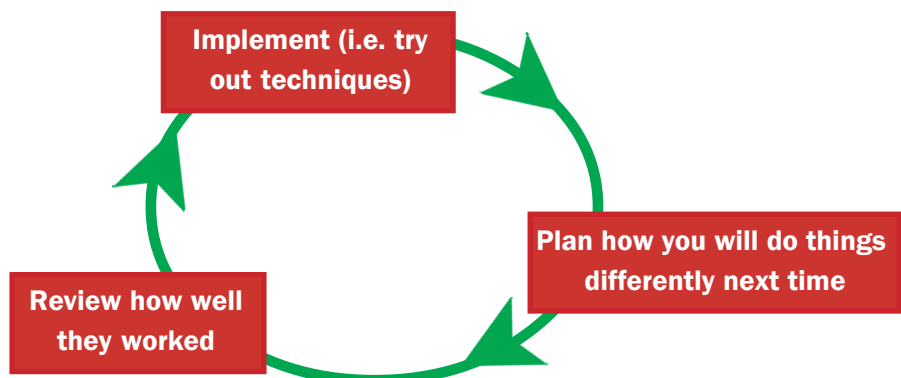 Implement (i.e. try
out techniques)
Plan how you will do things
differently next time
Review how well
they worked